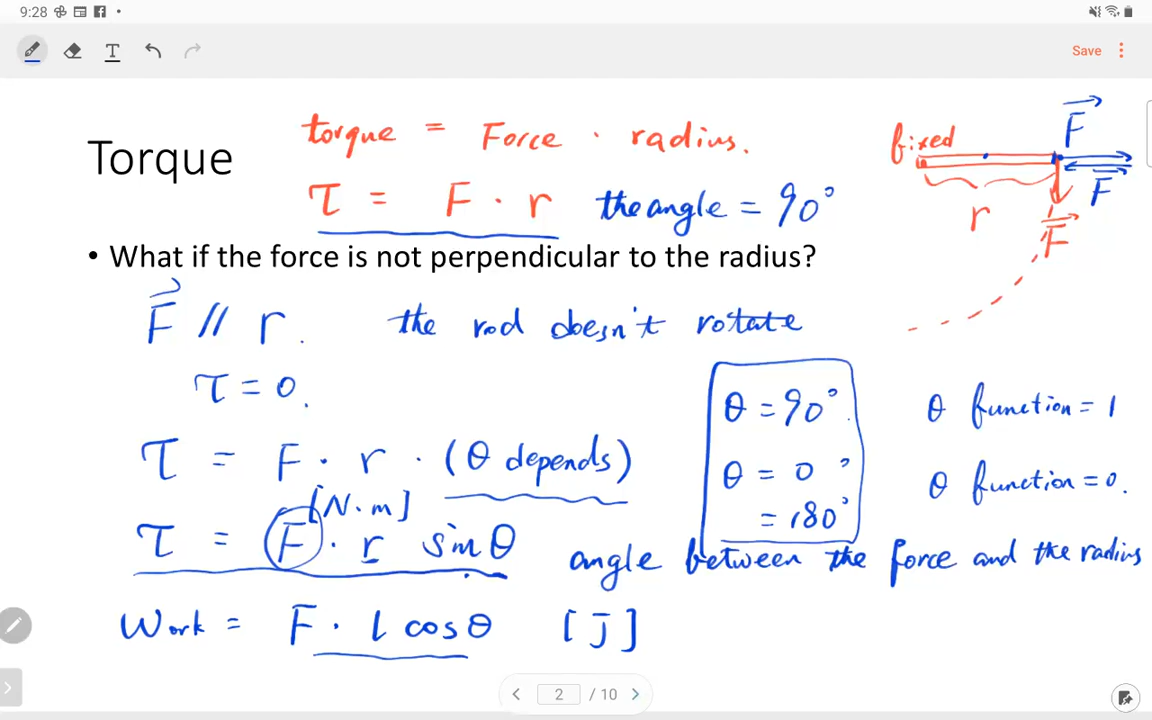 9:28
Save
fixed
F
torque = Force · radius.
Torque
F
τ = F · r the angle = 90°
r
F
• What if the force is not perpendicular to the radius?
F // r. the rod doesn't rotate
τ = 0.
θ = 90°. θ function = 1
τ = F · r · (θ depends)
θ = 0° θ function = 0.
= 180°
[N·m]
τ = F · r sinθ angle between the force and the radius
Work = F · l cosθ [J]
2 / 10